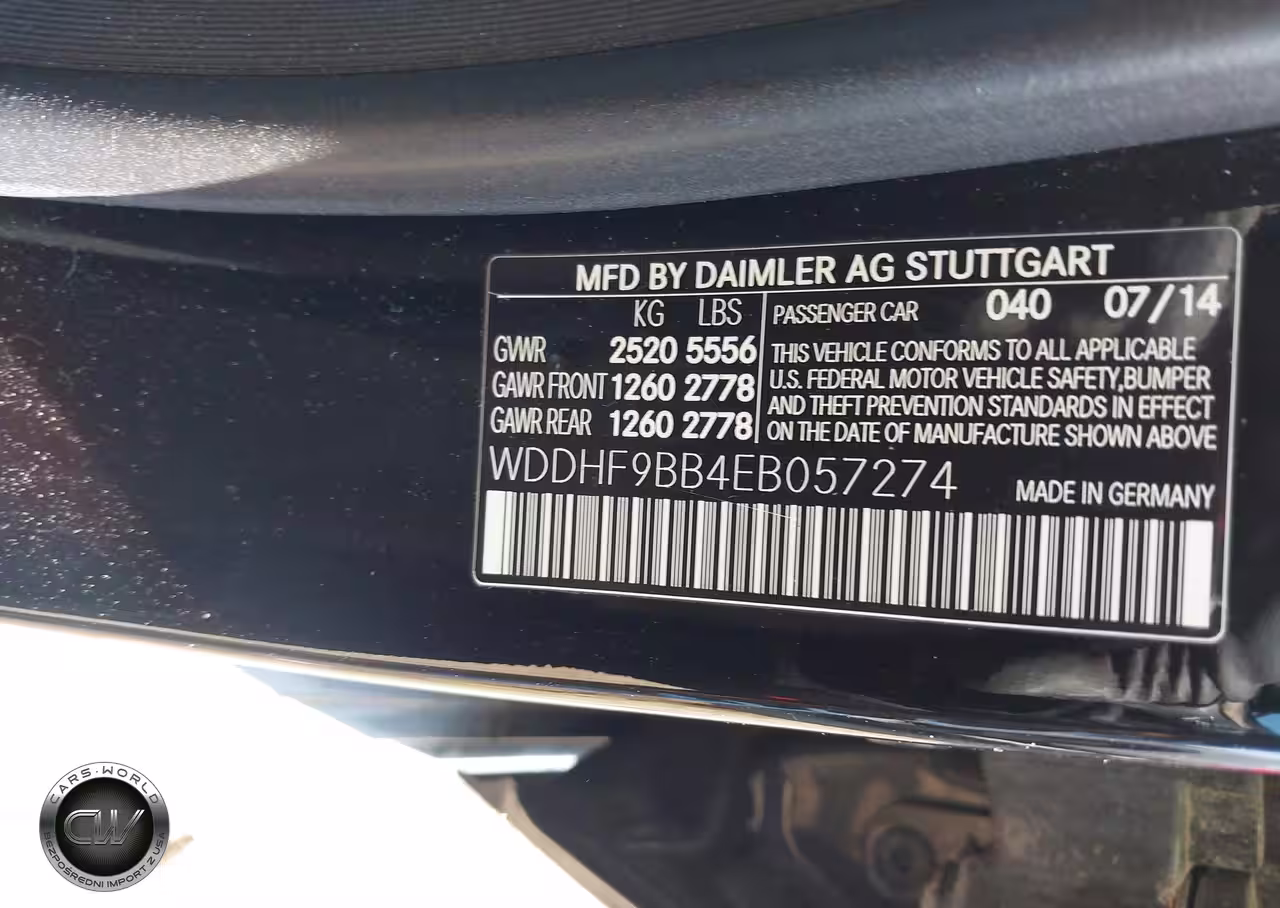 MFD BY DAIMLER AG STUTTGART
KG LBS
GVWR 2520 5556
GAWR FRONT 1260 2778
GAWR REAR 1260 2778
PASSENGER CAR 040 07/14
THIS VEHICLE CONFORMS TO ALL APPLICABLE
U.S. FEDERAL MOTOR VEHICLE SAFETY,BUMPER
AND THEFT PREVENTION STANDARDS IN EFFECT
ON THE DATE OF MANUFACTURE SHOWN ABOVE
WDDHF9BB4EB057274
MADE IN GERMANY
CARS·WORLD
CW
BEZPOŚREDNI IMPORT Z USA